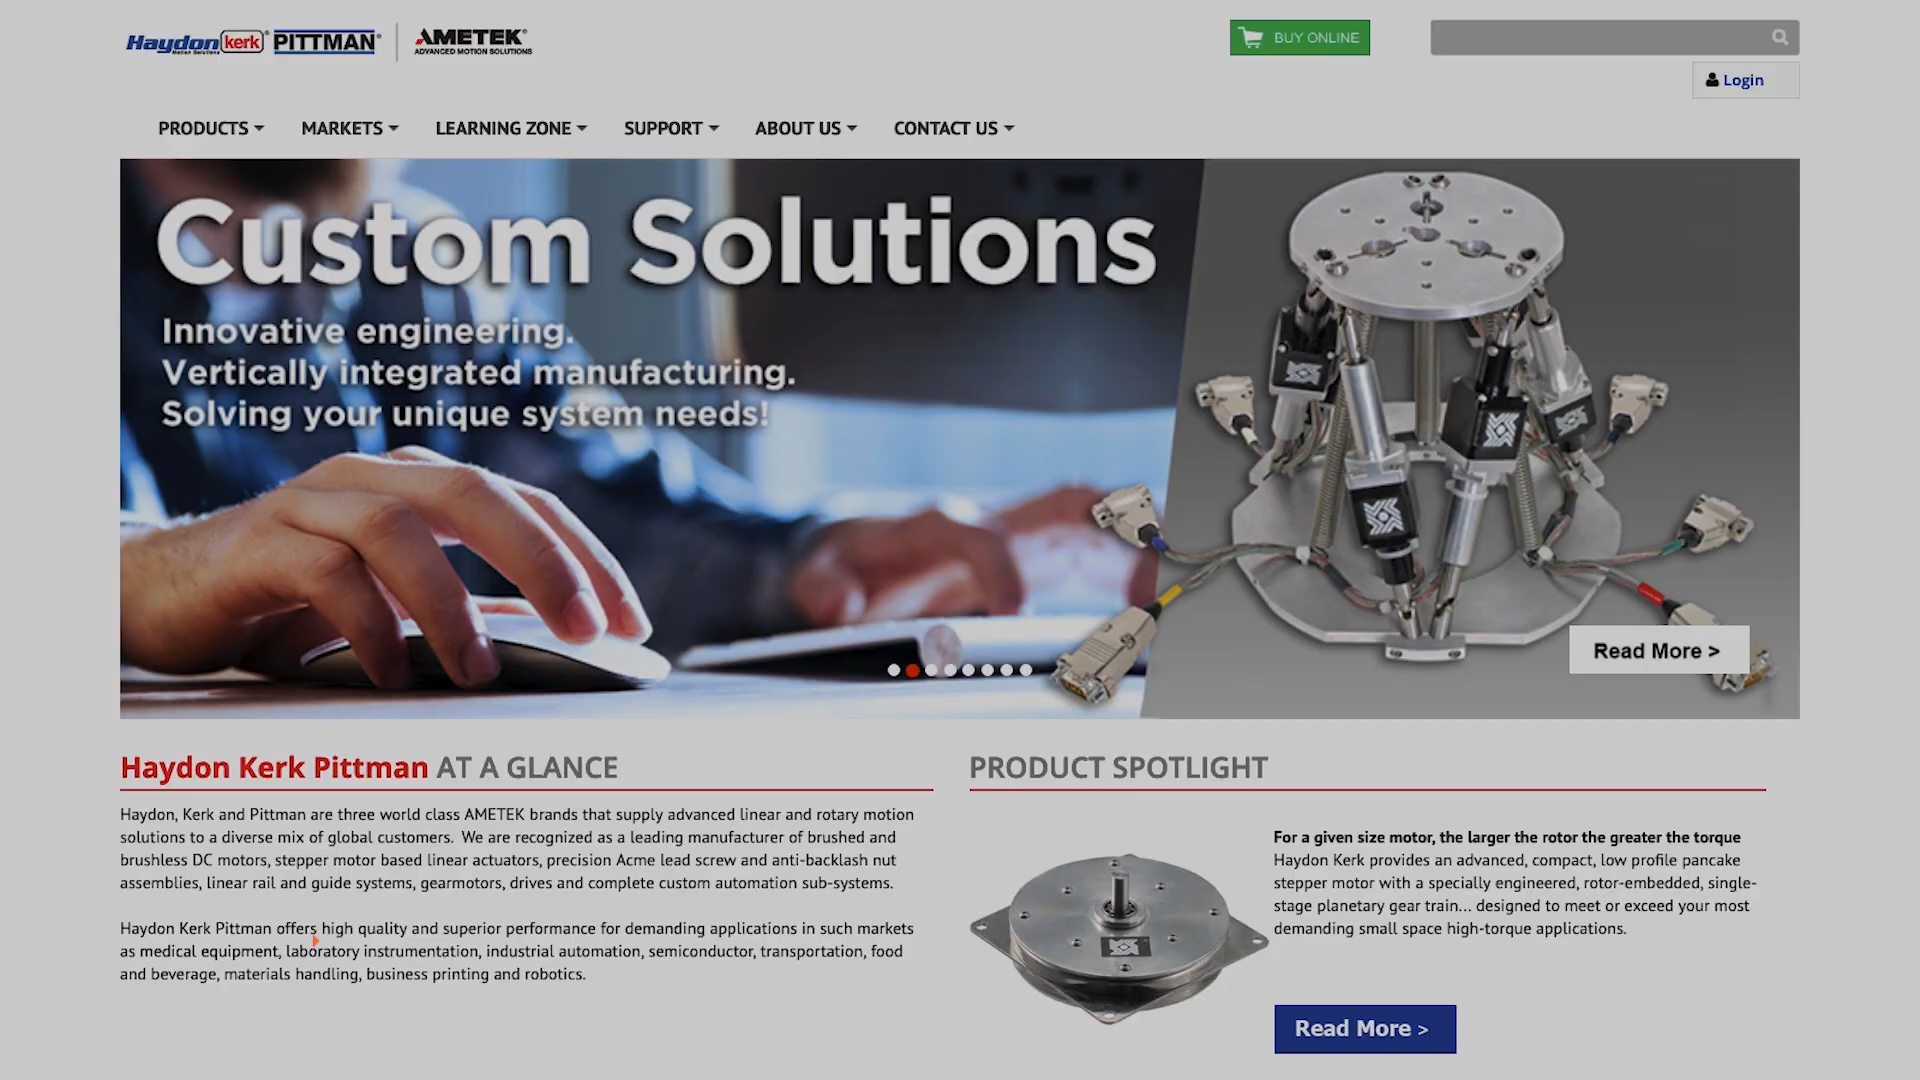 Haydon kerk PITTMAN AMETEK
Motion Solutions ADVANCED MOTION SOLUTIONS
BUY ONLINE
Login
PRODUCTS MARKETS LEARNING ZONE SUPPORT ABOUT US CONTACT US
Custom Solutions
Innovative engineering.
Vertically integrated manufacturing.
Solving your unique system needs!
Read More >
Haydon Kerk Pittman AT A GLANCE
Haydon, Kerk and Pittman are three world class AMETEK brands that supply advanced linear and rotary motion
solutions to a diverse mix of global customers. We are recognized as a leading manufacturer of brushed and
brushless DC motors, stepper motor based linear actuators, precision Acme lead screw and anti-backlash nut
assemblies, linear rail and guide systems, gearmotors, drives and complete custom automation sub-systems.
Haydon Kerk Pittman offers high quality and superior performance for demanding applications in such markets
as medical equipment, laboratory instrumentation, industrial automation, semiconductor, transportation, food
and beverage, materials handling, business printing and robotics.
PRODUCT SPOTLIGHT
For a given size motor, the larger the rotor the greater the torque
Haydon Kerk provides an advanced, compact, low profile pancake
stepper motor with a specially engineered, rotor-embedded, single-
stage planetary gear train... designed to meet or exceed your most
demanding small space high-torque applications.
Read More >